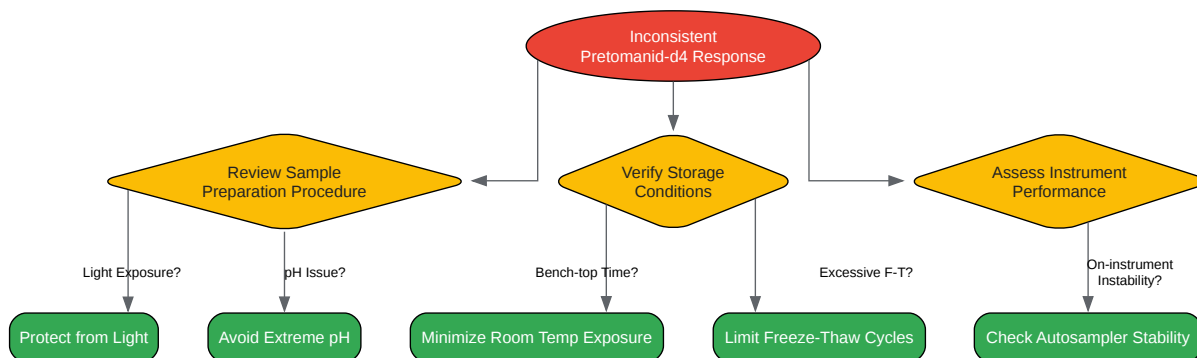 Inconsistent
Pretomanid-d4 Response
Review Sample
Preparation Procedure
Verify Storage
Conditions
Assess Instrument
Performance
Light Exposure?
pH Issue?
Bench-top Time?
Excessive F-T?
On-instrument
Instability?
Protect from Light
Avoid Extreme pH
Minimize Room Temp Exposure
Limit Freeze-Thaw Cycles
Check Autosampler Stability